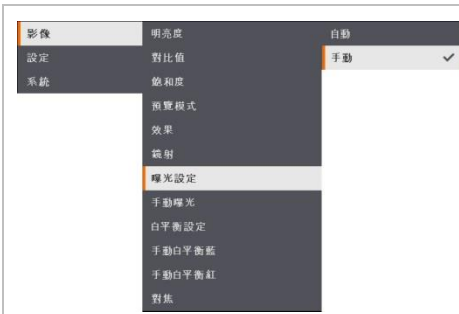 影像
設定
系統
明亮度
對比值
飽和度
預覽模式
效果
鏡射
曝光設定
手動曝光
白平衡設定
手動白平衡藍
手動白平衡紅
對焦
自動
手動